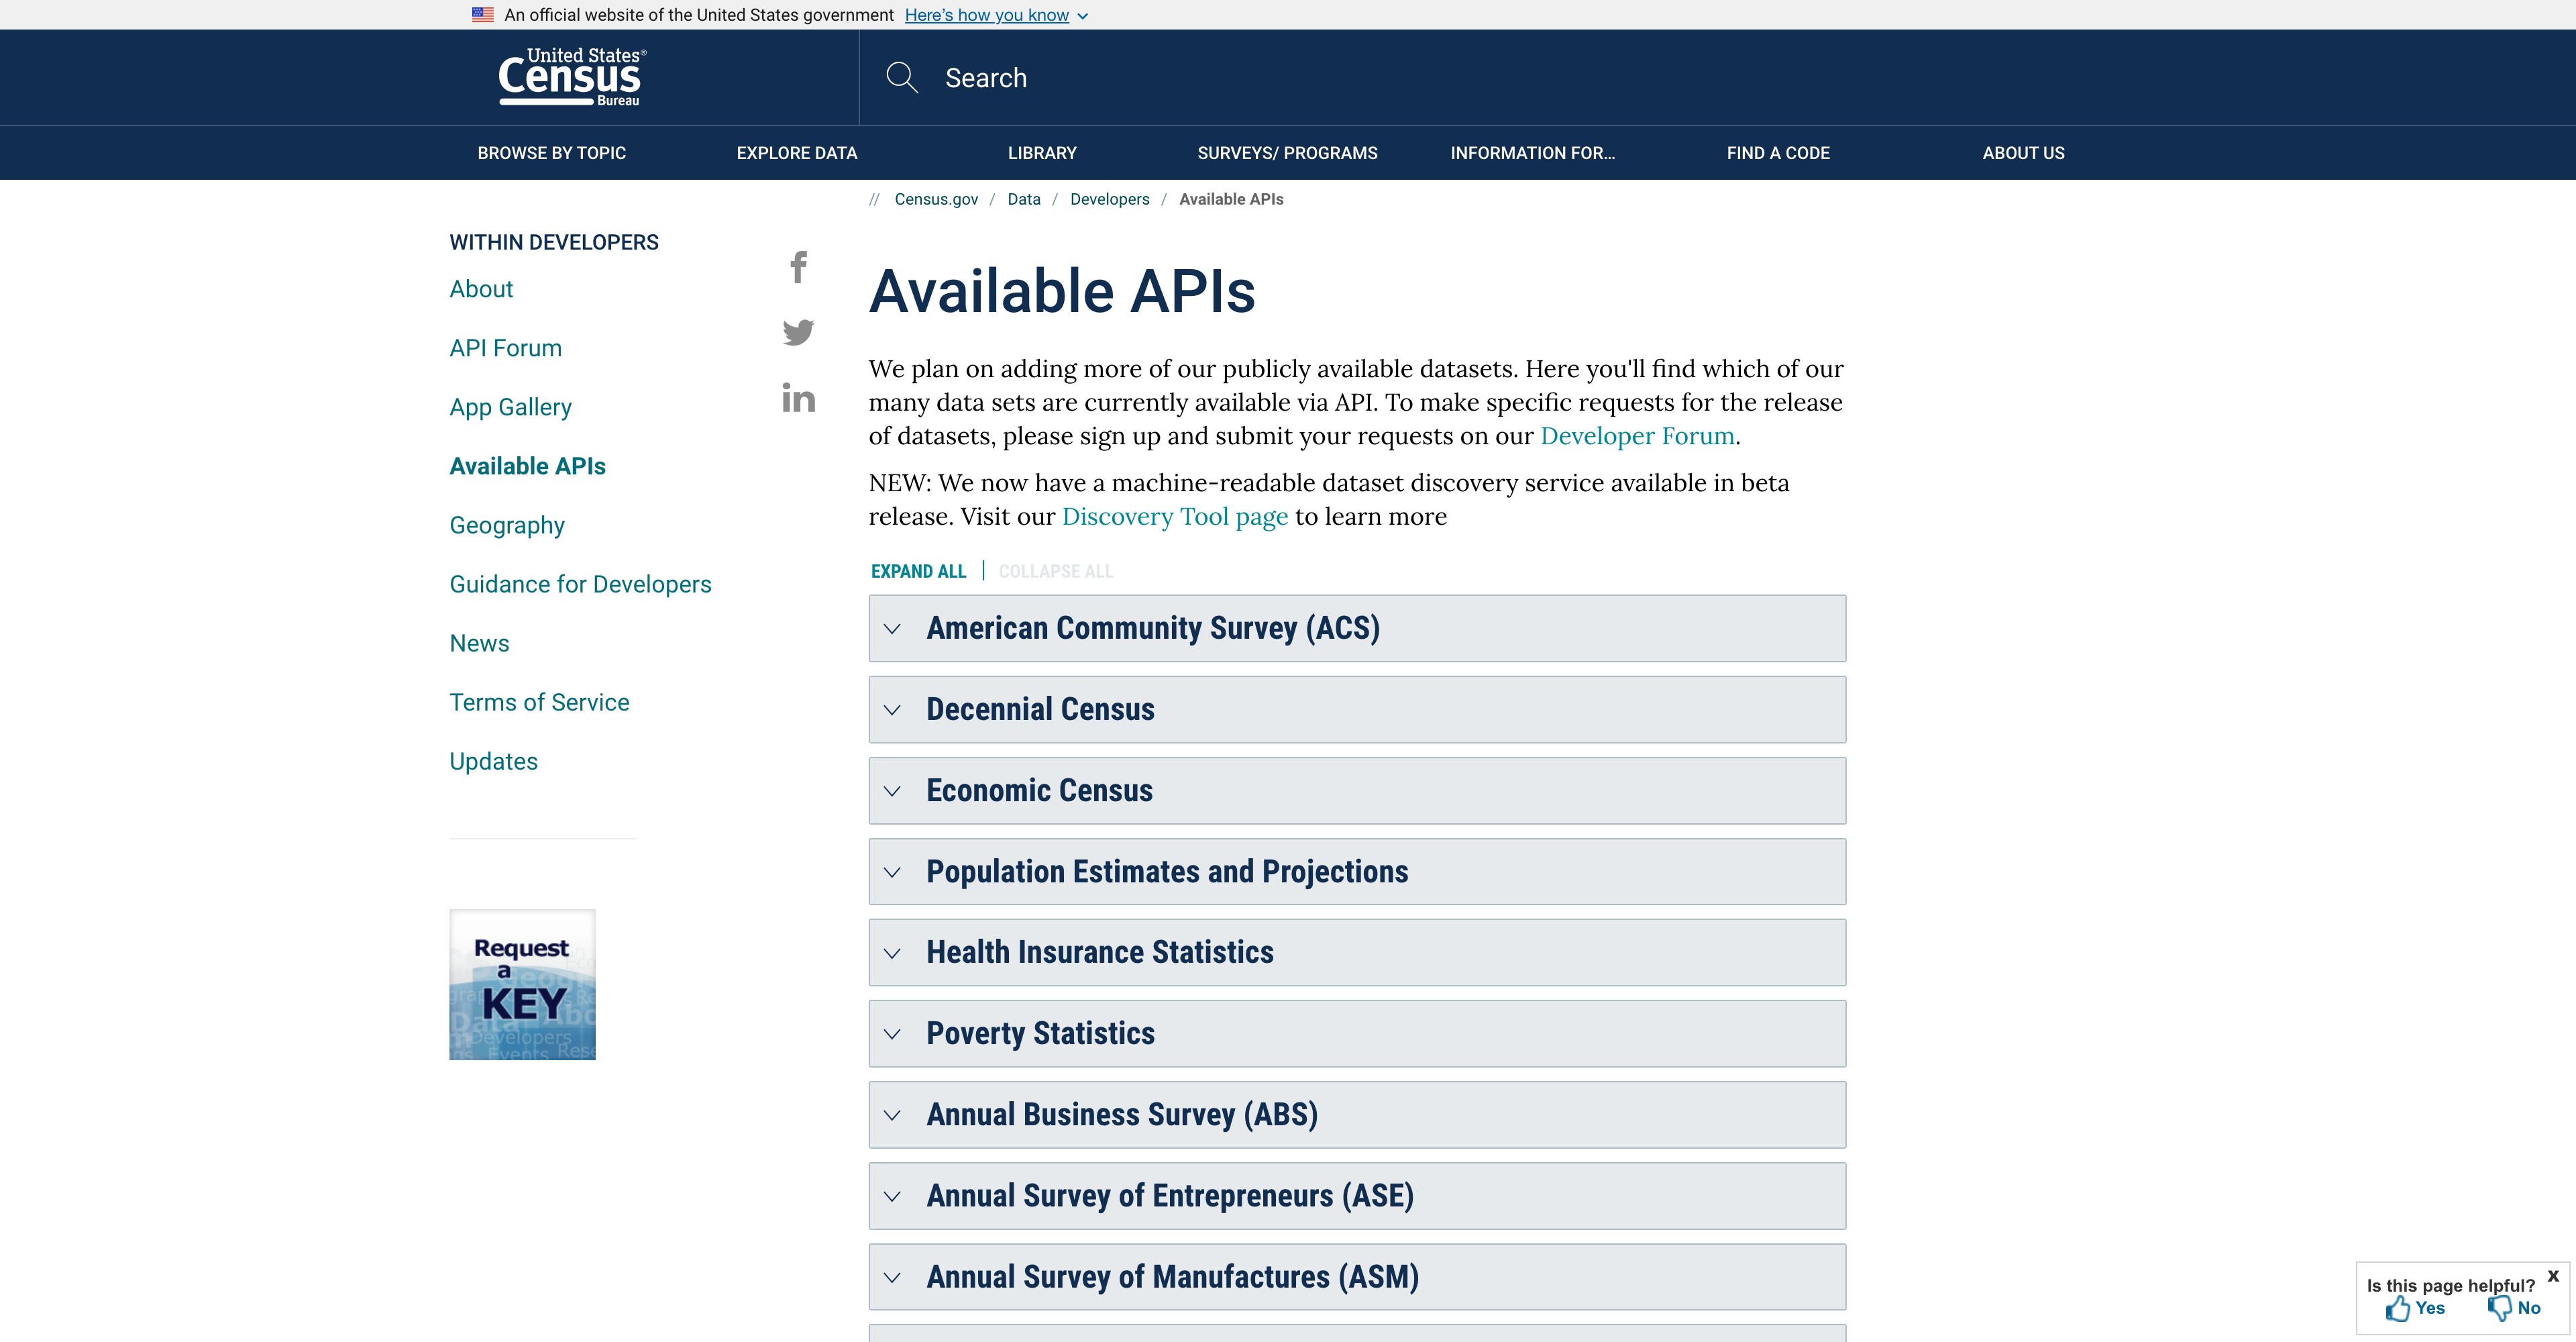 An official website of the United States government Here's how you know
United States®
Census
Bureau
Search
BROWSE BY TOPIC EXPLORE DATA LIBRARY SURVEYS/ PROGRAMS INFORMATION FOR... FIND A CODE ABOUT US
// Census.gov / Data / Developers / Available APIs
WITHIN DEVELOPERS
About
API Forum
App Gallery
Available APIs
Geography
Guidance for Developers
News
Terms of Service
Updates
Request
a
KEY
Data
Developers
Events
Available APIs
We plan on adding more of our publicly available datasets. Here you'll find which of our
many data sets are currently available via API. To make specific requests for the release
of datasets, please sign up and submit your requests on our Developer Forum.
NEW: We now have a machine-readable dataset discovery service available in beta
release. Visit our Discovery Tool page to learn more
EXPAND ALL | COLLAPSE ALL
American Community Survey (ACS)
Decennial Census
Economic Census
Population Estimates and Projections
Health Insurance Statistics
Poverty Statistics
Annual Business Survey (ABS)
Annual Survey of Entrepreneurs (ASE)
Annual Survey of Manufactures (ASM)
Is this page helpful? X
Yes No